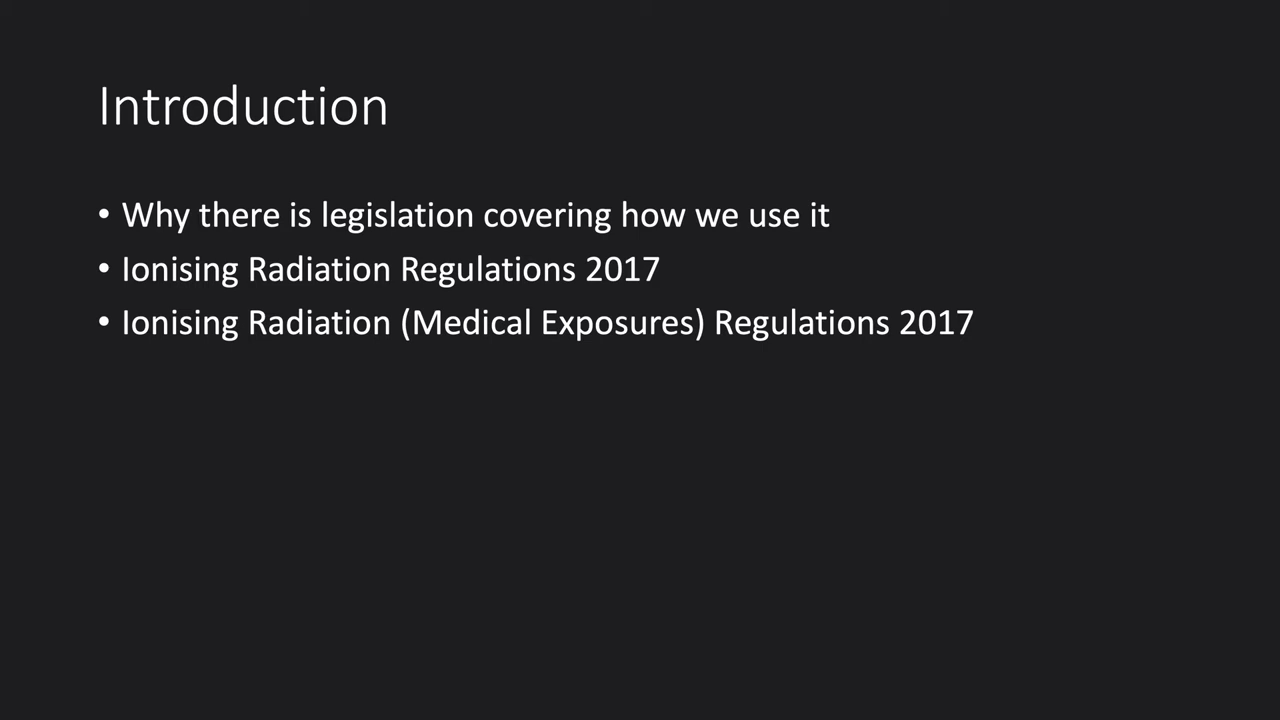 Introduction
• Why there is legislation covering how we use it
• Ionising Radiation Regulations 2017
• Ionising Radiation (Medical Exposures) Regulations 2017